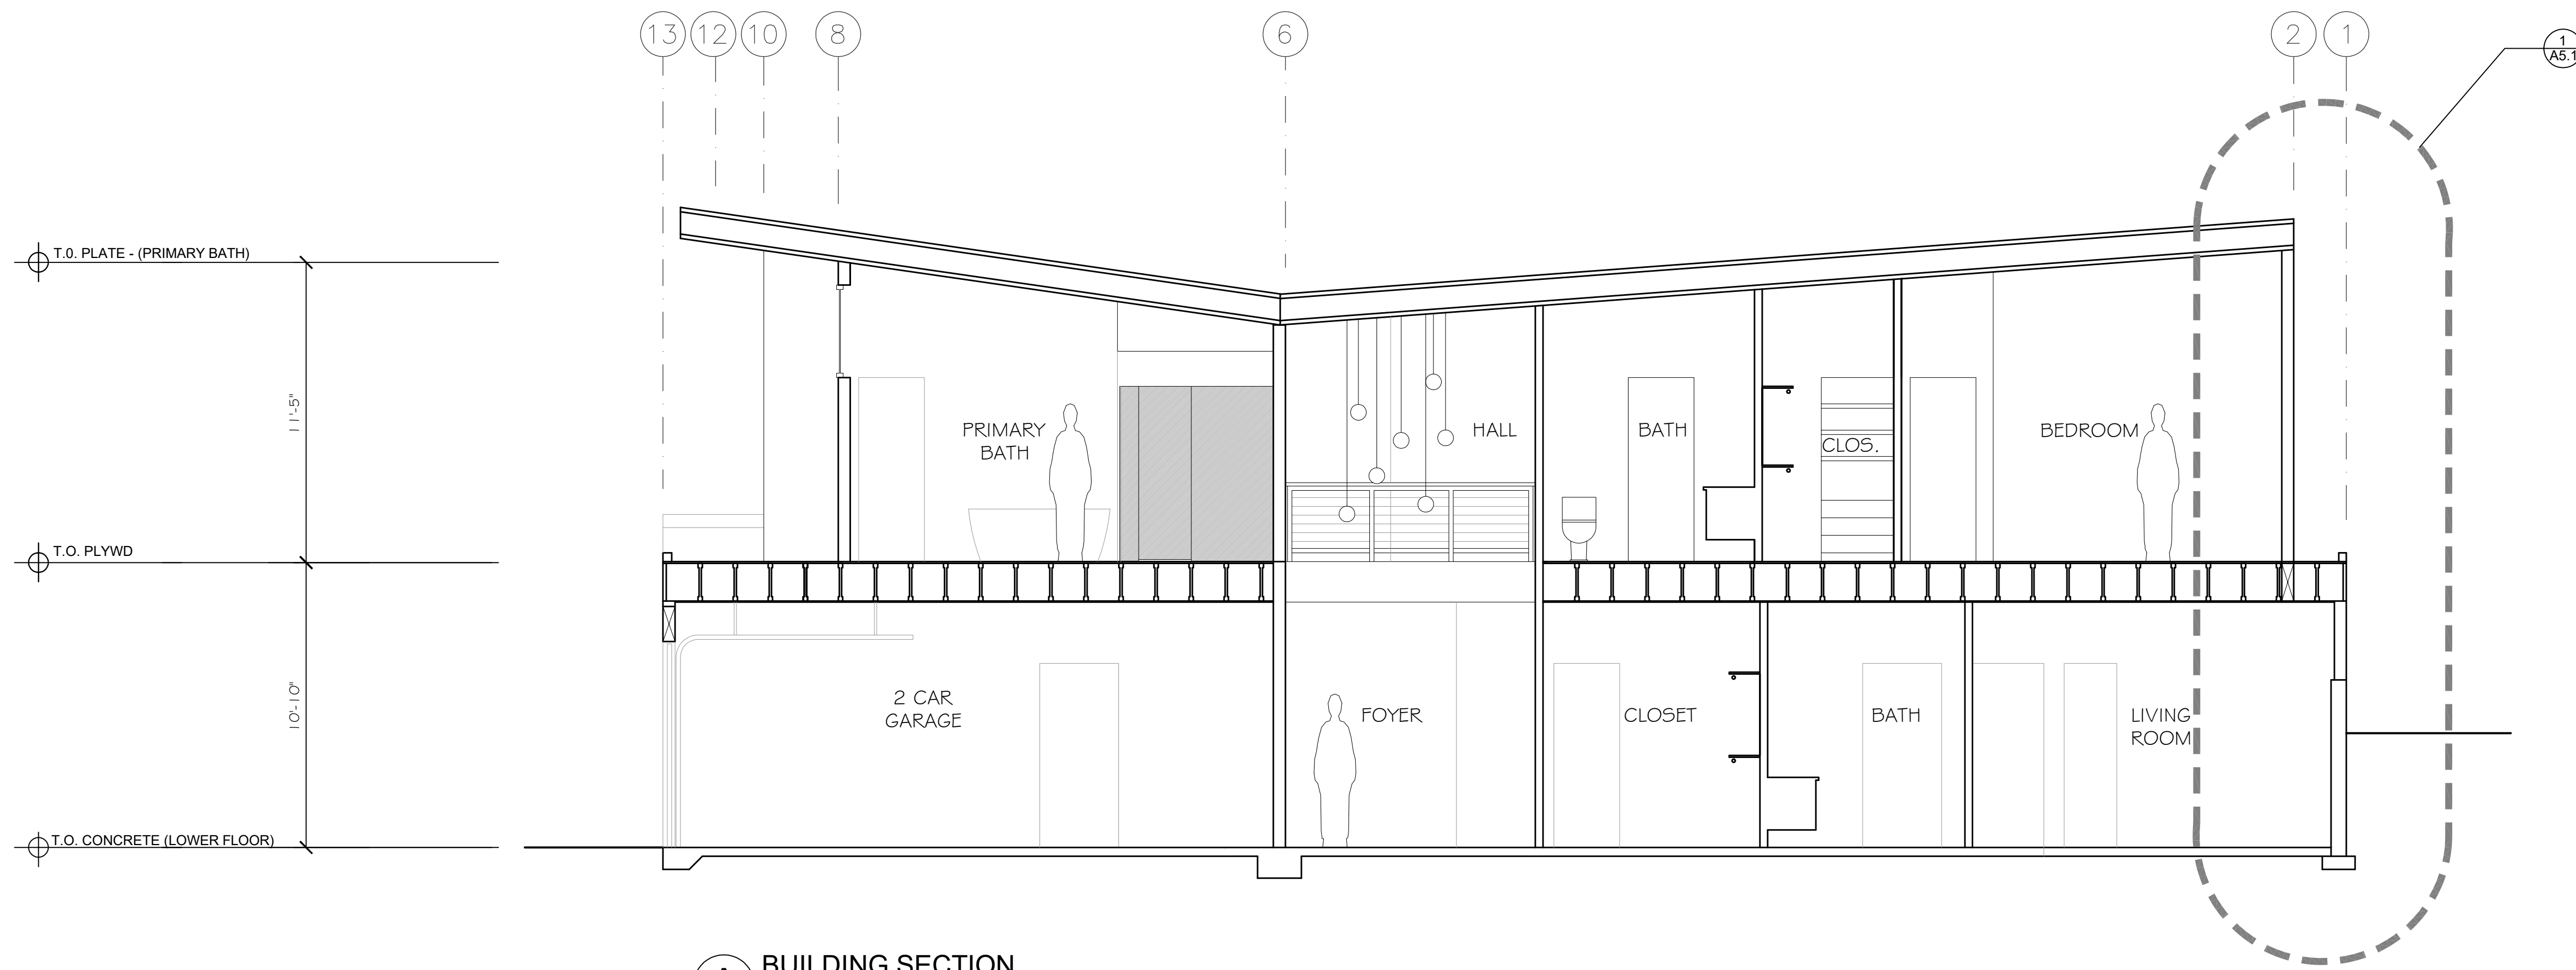 13
12
10
8
6
2
1
1
A5.1
T.0. PLATE - (PRIMARY BATH)
11'-5"
T.O. PLYWD
10'-10"
T.O. CONCRETE (LOWER FLOOR)
PRIMARY
BATH
HALL
BATH
CLOS.
BEDROOM
2 CAR
GARAGE
FOYER
CLOSET
BATH
LIVING
ROOM
A
BUILDING SECTION